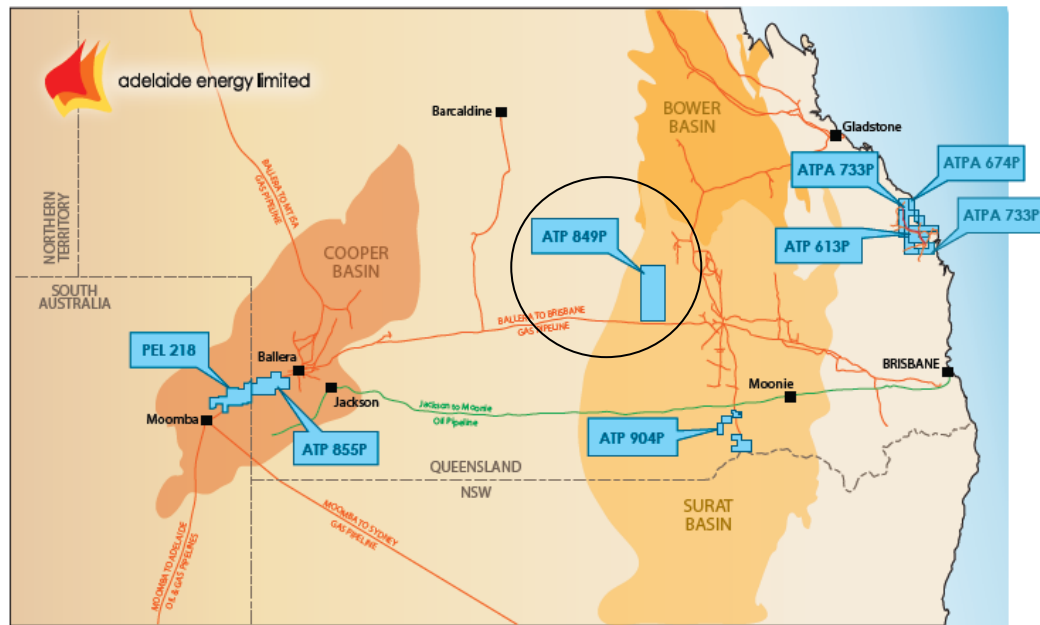 adelaide energy limited
Barcaldine
BOWER
BASIN
Gladstone
ATPA 733P
ATPA 674P
ATPA 733P
ATP 613P
NORTHERN
TERRITORY
SOUTH
AUSTRALIA
BALLERA TO MT ISA
GAS PIPELINE
COOPER
BASIN
ATP 849P
BALLERA TO BRISBANE
GAS PIPELINE
PEL 218
Ballera
Jackson
Moomba
ATP 855P
Jackson to Moonie
Oil Pipeline
Moonie
BRISBANE
ATP 904P
QUEENSLAND
NSW
SURAT
BASIN
MOOMBA TO SYDNEY
GAS PIPELINE
MOOMBA TO ADELAIDE
OIL & GAS PIPELINES